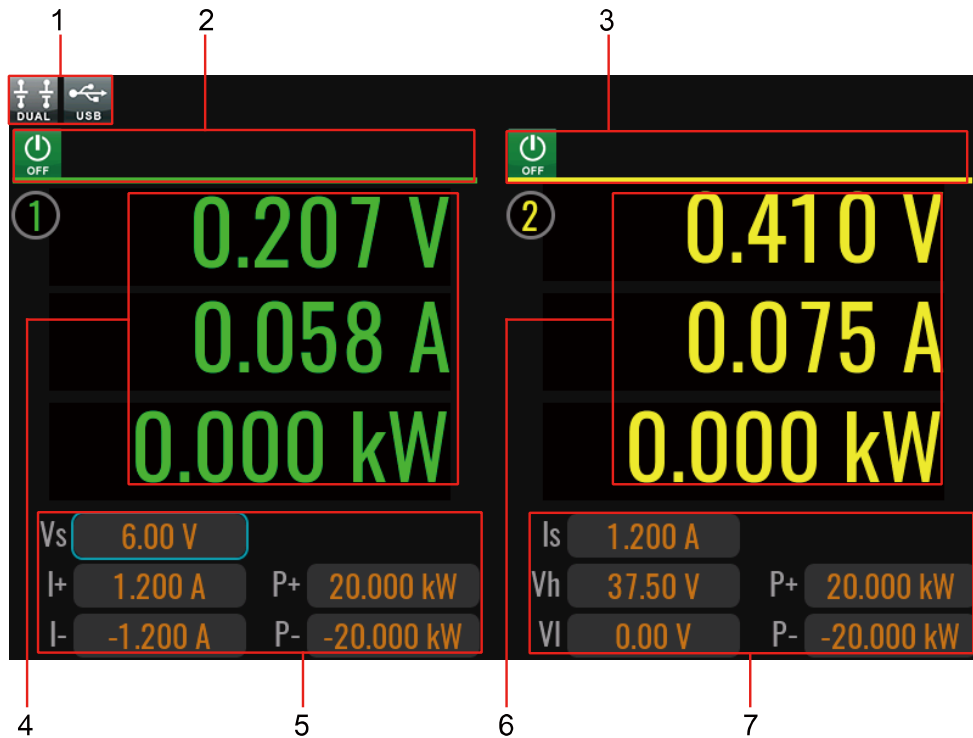 1 2 3
DUAL USB
OFF OFF
1 0.207 V 2 0.410 V
0.058 A 0.075 A
0.000 kW 0.000 kW
Vs 6.00 V Is 1.200 A
I+ 1.200 A P+ 20.000 kW Vh 37.50 V P+ 20.000 kW
I- -1.200 A P- -20.000 kW Vl 0.00 V P- -20.000 kW
4 5 6 7